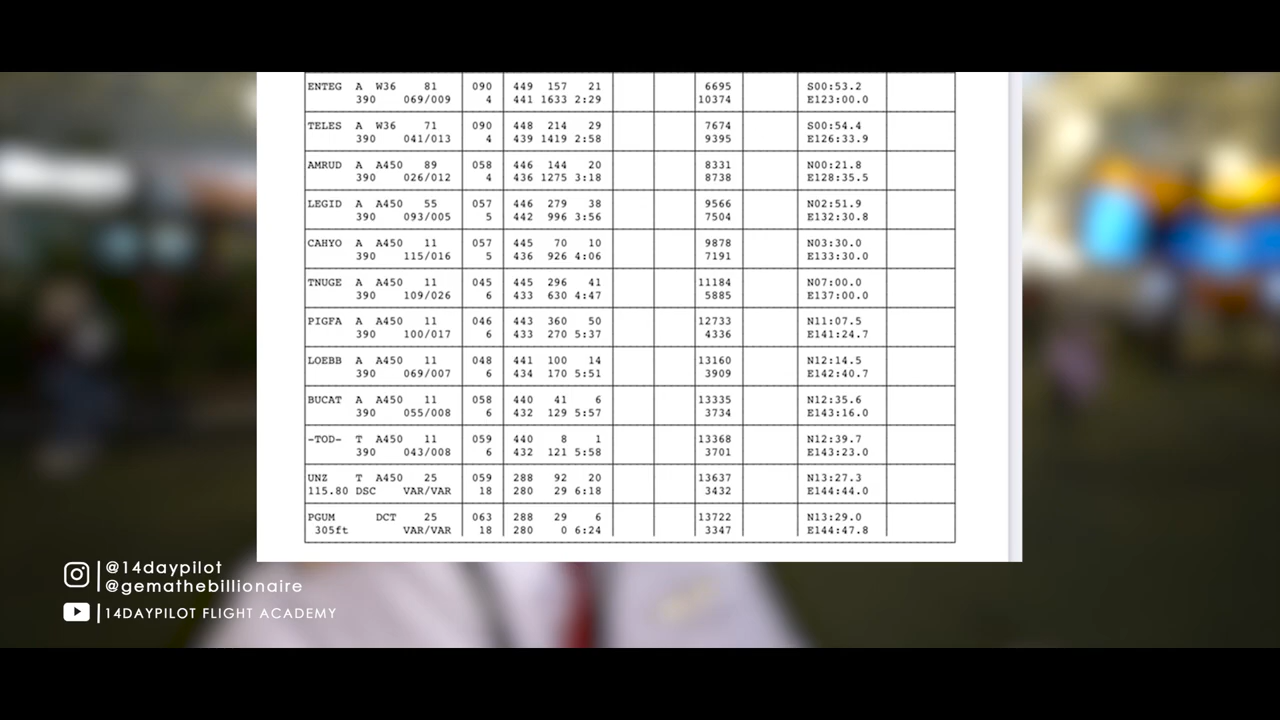 ENTEG A W36 81 090 449 157 21 6695 S00:53.2
390 069/009 4 441 1633 2:29 10374 E123:00.0
TELES A W36 71 090 448 214 29 7674 S00:54.4
390 041/013 4 439 1419 2:58 9395 E126:33.9
AMRUD A A450 89 058 446 144 20 8331 N00:21.8
390 026/012 4 436 1275 3:18 8738 E128:35.5
LEGID A A450 55 057 446 279 38 9566 N02:51.9
390 093/005 5 442 996 3:56 7504 E132:30.8
CAHYO A A450 11 057 445 70 10 9878 N03:30.0
390 115/016 5 436 926 4:06 7191 E133:30.0
TNUGE A A450 11 045 445 296 41 11184 N07:00.0
390 109/026 6 433 630 4:47 5885 E137:00.0
PIGFA A A450 11 046 443 360 50 12733 N11:07.5
390 100/017 6 433 270 5:37 4336 E141:24.7
LOEBB A A450 11 048 441 100 14 13160 N12:14.5
390 069/007 6 434 170 5:51 3909 E142:40.7
BUCAT A A450 11 058 440 41 6 13335 N12:35.6
390 055/008 6 432 129 5:57 3734 E143:16.0
-TOD- T A450 11 059 440 8 1 13368 N12:39.7
390 043/008 6 432 121 5:58 3701 E143:23.0
UNZ T A450 25 059 288 92 20 13637 N13:27.3
115.80 DSC VAR/VAR 18 280 29 6:18 3432 E144:44.0
PGUM DCT 25 063 288 29 6 13722 N13:29.0
305ft VAR/VAR 18 280 0 6:24 3347 E144:47.8
@14daypilot
@gemathebillionaire
14DAYPILOT FLIGHT ACADEMY